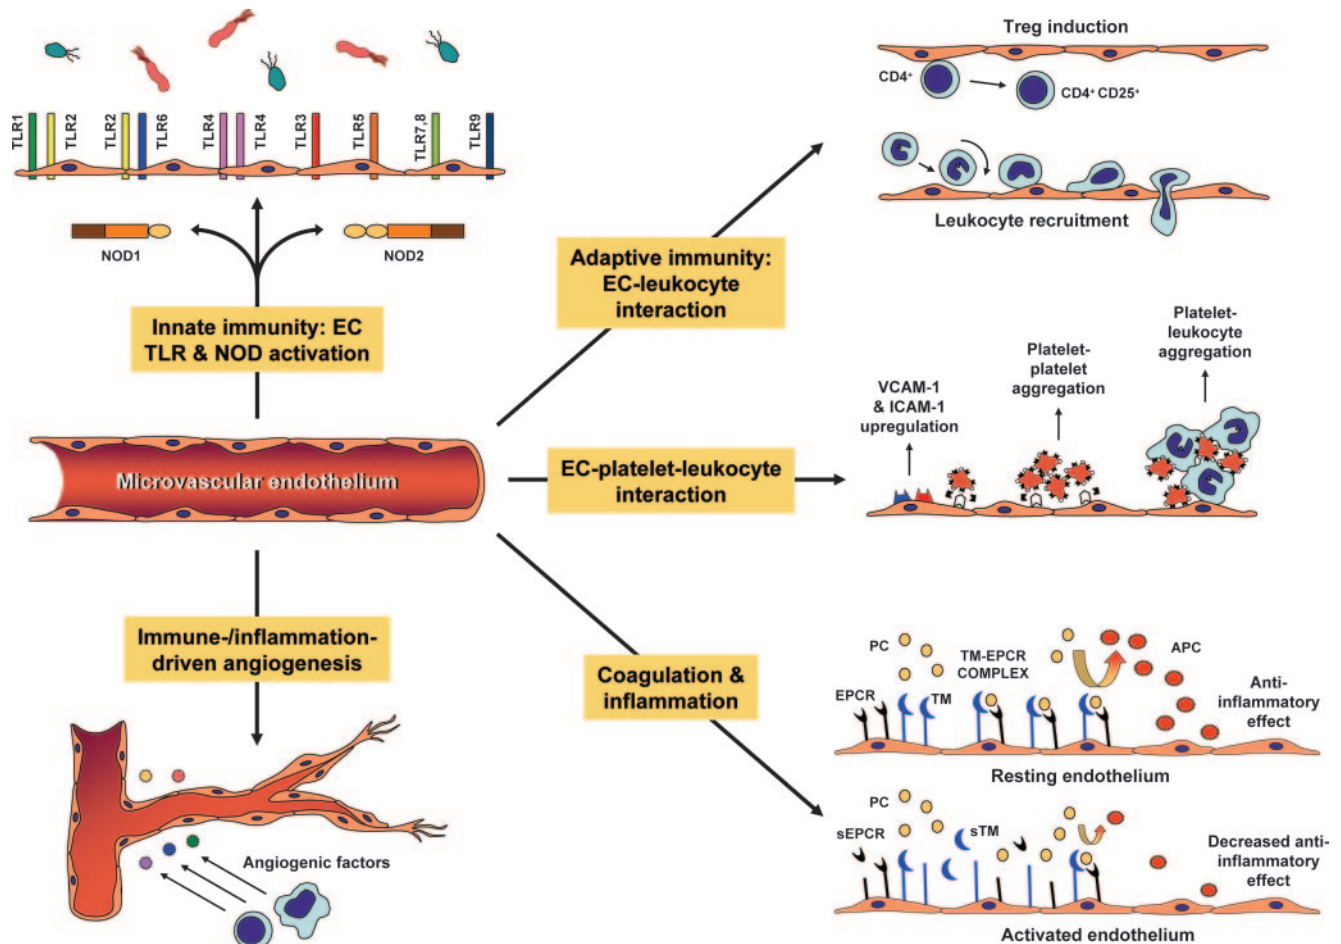 TLR1
TLR2
TLR2
TLR6
TLR4
TLR4
TLR3
TLR5
TLR7,8
TLR9
NOD1
NOD2
Innate immunity: EC
TLR & NOD activation
Microvascular endothelium
Immune-/inflammation-
driven angiogenesis
Angiogenic factors
Adaptive immunity:
EC-leukocyte
interaction
Treg induction
CD4+
CD4+ CD25+
Leukocyte recruitment
EC-platelet-leukocyte
interaction
VCAM-1
& ICAM-1
upregulation
Platelet-
platelet
aggregation
Platelet-
leukocyte
aggregation
Coagulation &
inflammation
PC
TM-EPCR
COMPLEX
APC
EPCR
TM
Anti-
inflammatory
effect
Resting endothelium
PC
sEPCR
sTM
Decreased anti-
inflammatory
effect
Activated endothelium